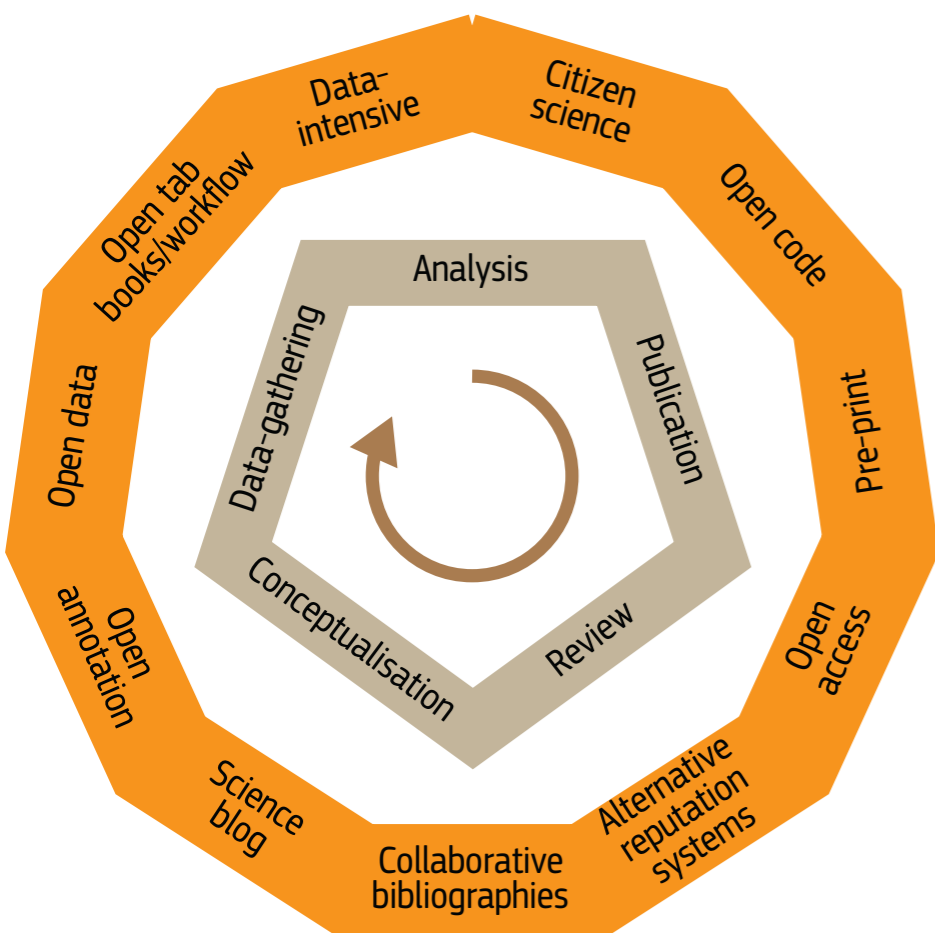 Data-
intensive
Citizen
science
Open code
Pre-print
Open
access
Alternative
reputation
systems
Collaborative
bibliographies
Science
blog
Open
annotation
Open data
Open tab
books/workflow
Analysis
Publication
Review
Conceptualisation
Data-gathering